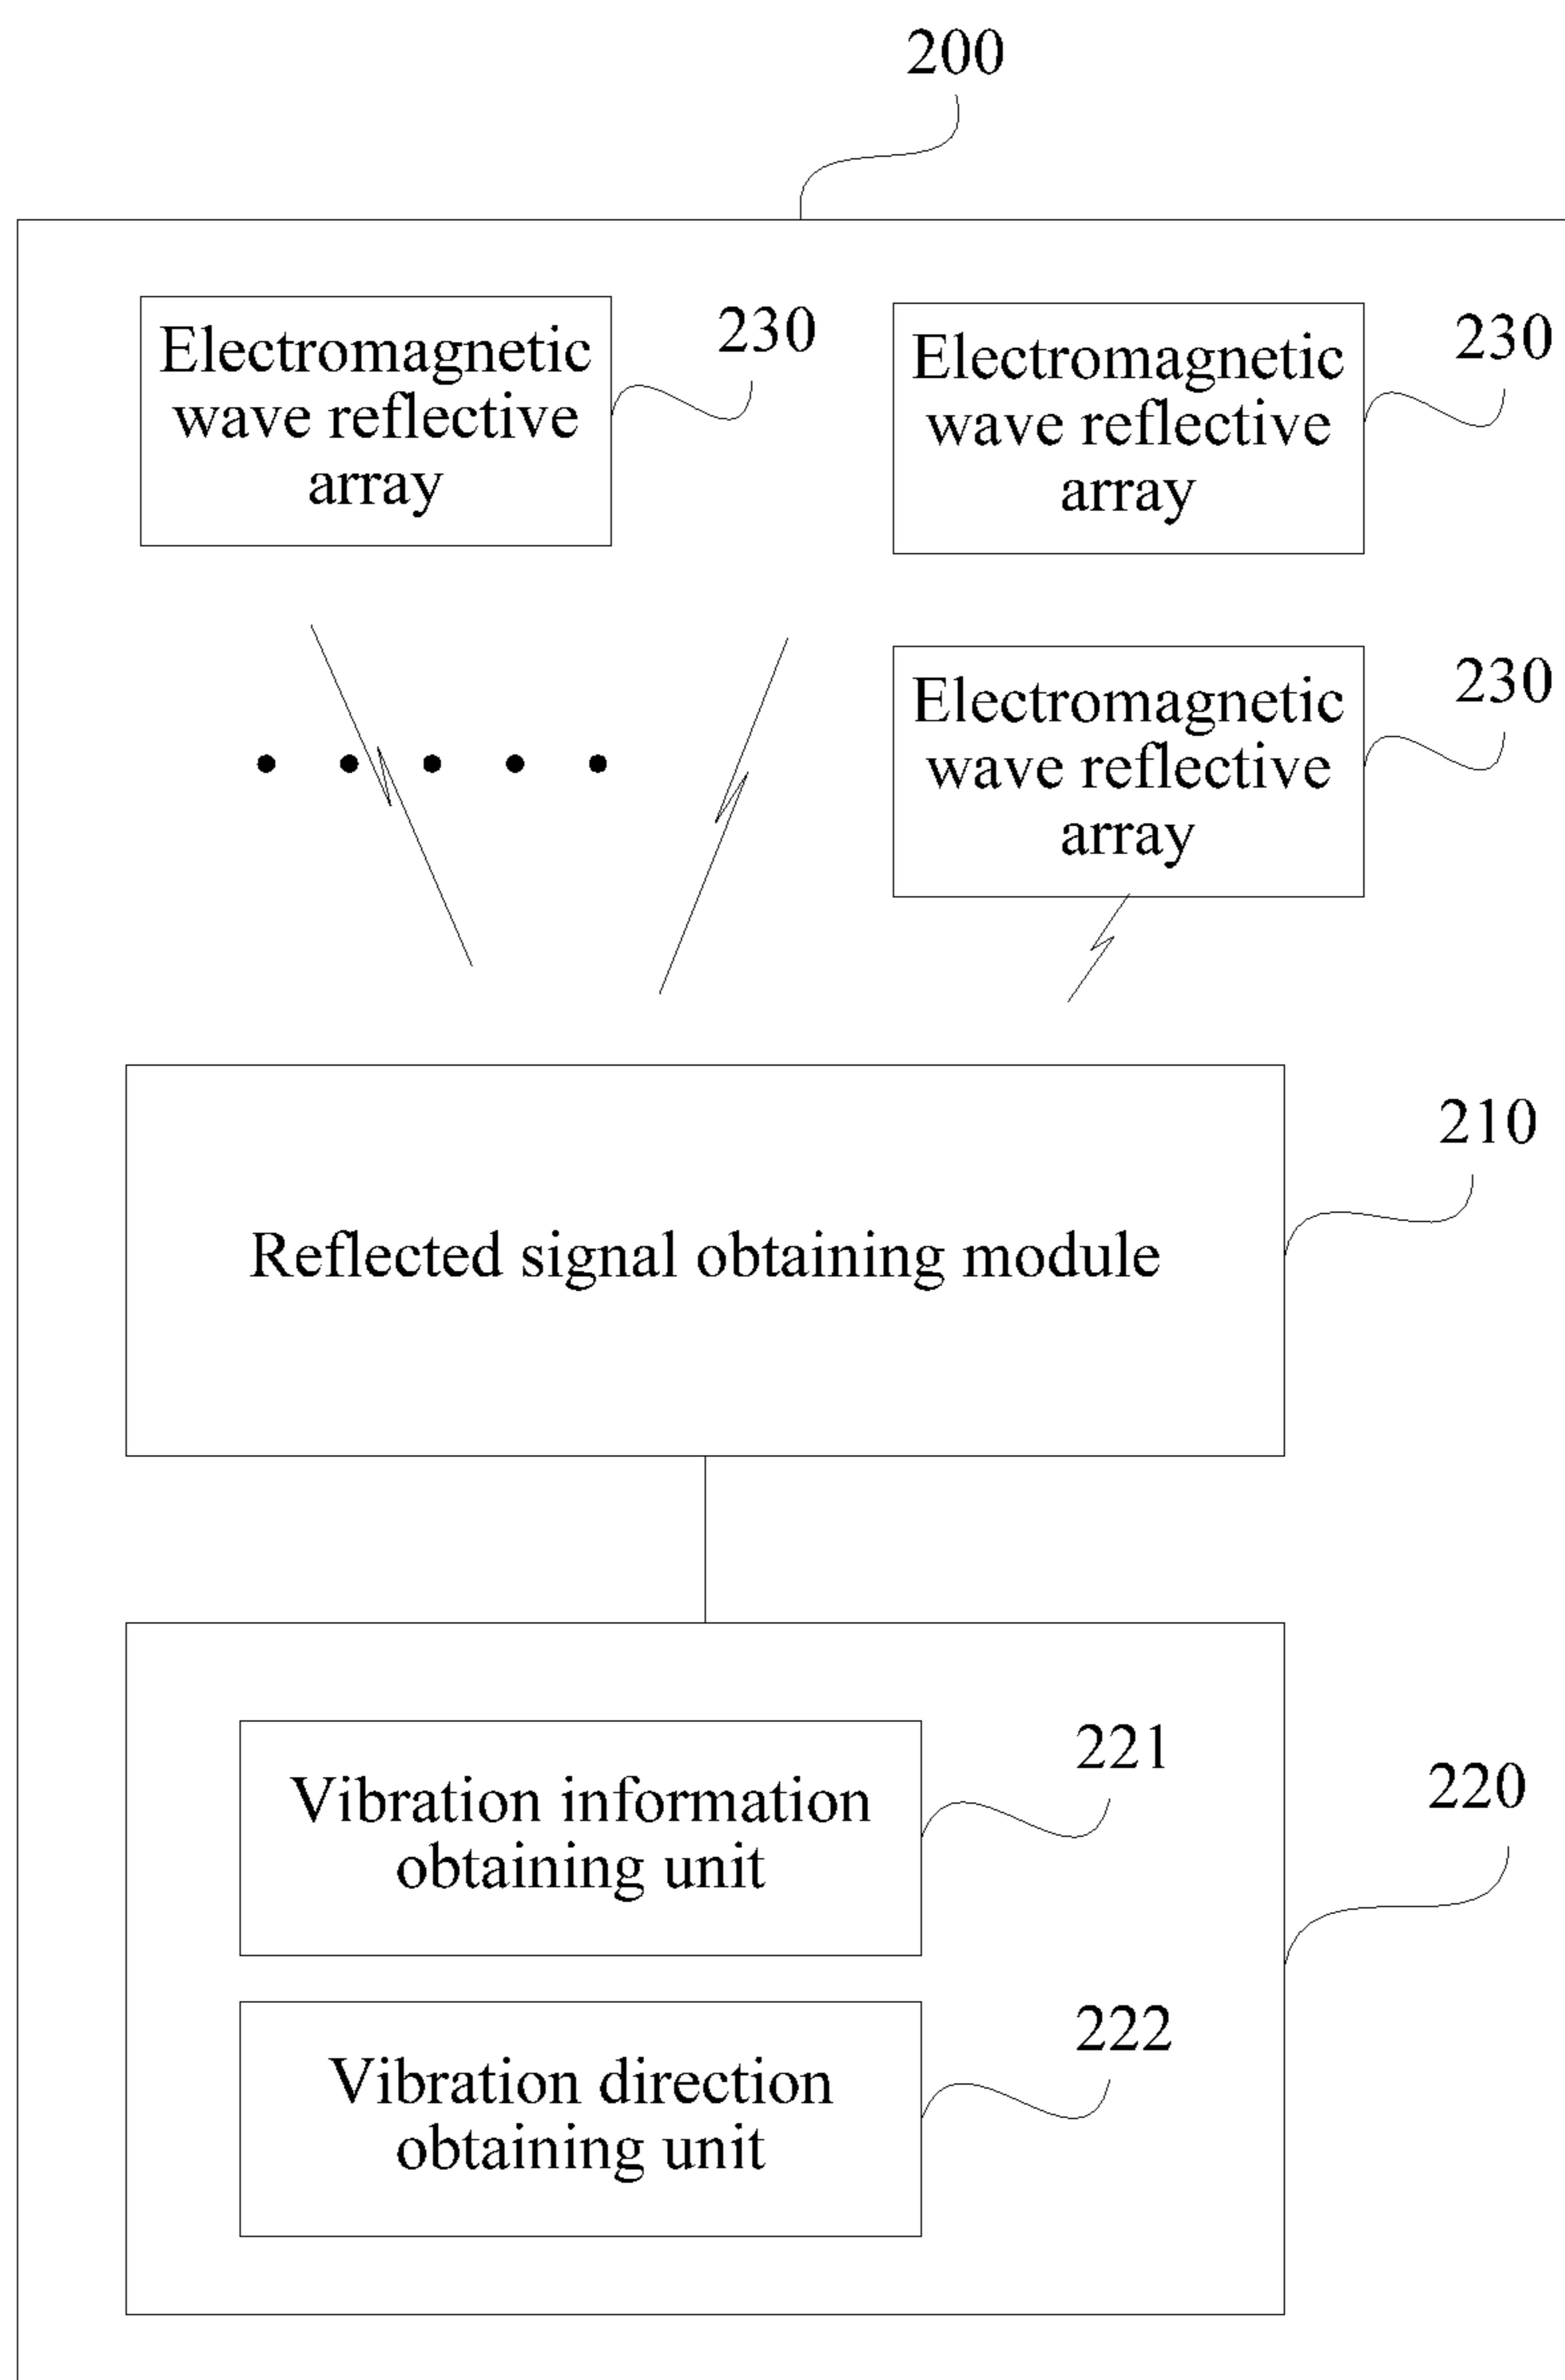 200
Electromagnetic
wave reflective
array
230
Electromagnetic
wave reflective
array
230
Electromagnetic
wave reflective
array
230
Reflected signal obtaining module
210
Vibration information
obtaining unit
221
220
Vibration direction
obtaining unit
222